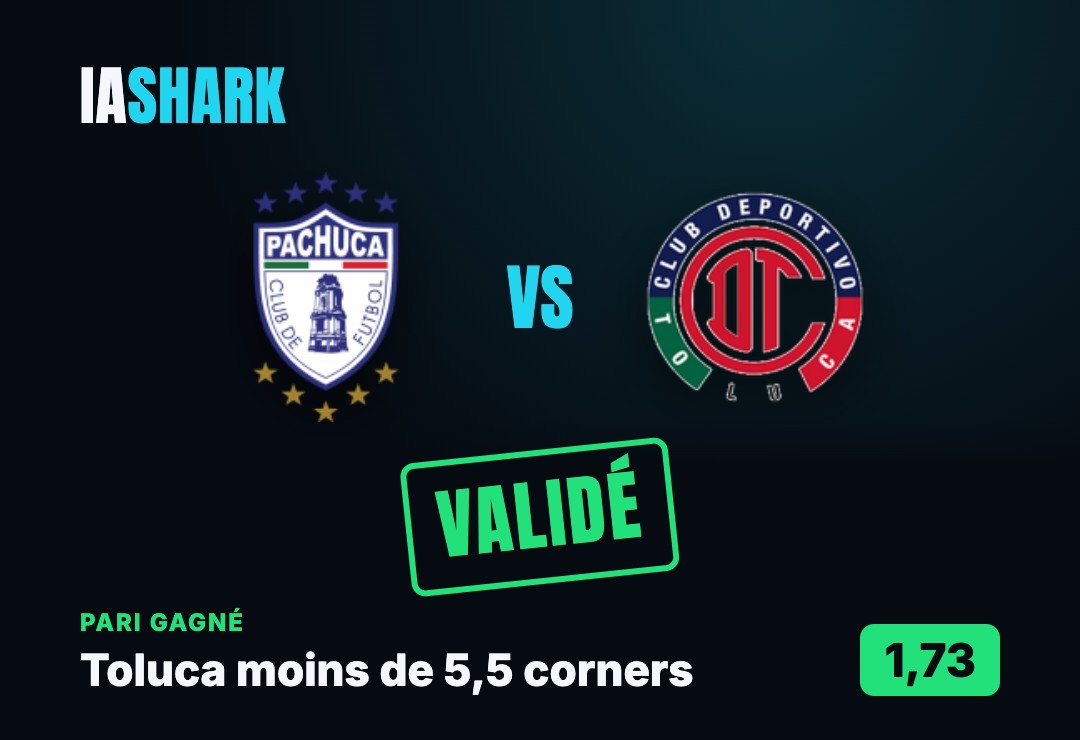 IASHARK
PACHUCA
CLUB DE FUTBOL
VS
CLUB DEPORTIVO
TOLUCA
DTC
VALIDÉ
PARI GAGNÉ
Toluca moins de 5,5 corners
1,73